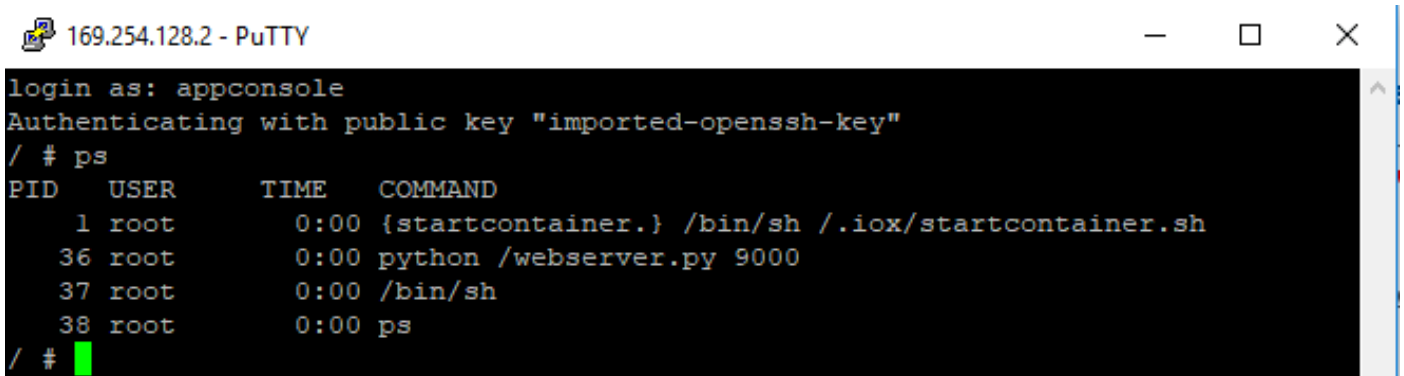 169.254.128.2 - PuTTY
login as: appconsole
Authenticating with public key "imported-openssh-key"
/ # ps
PID   USER     TIME   COMMAND
    1 root       0:00 {startcontainer.} /bin/sh /.iox/startcontainer.sh
   36 root       0:00 python /webserver.py 9000
   37 root       0:00 /bin/sh
   38 root       0:00 ps
/ #